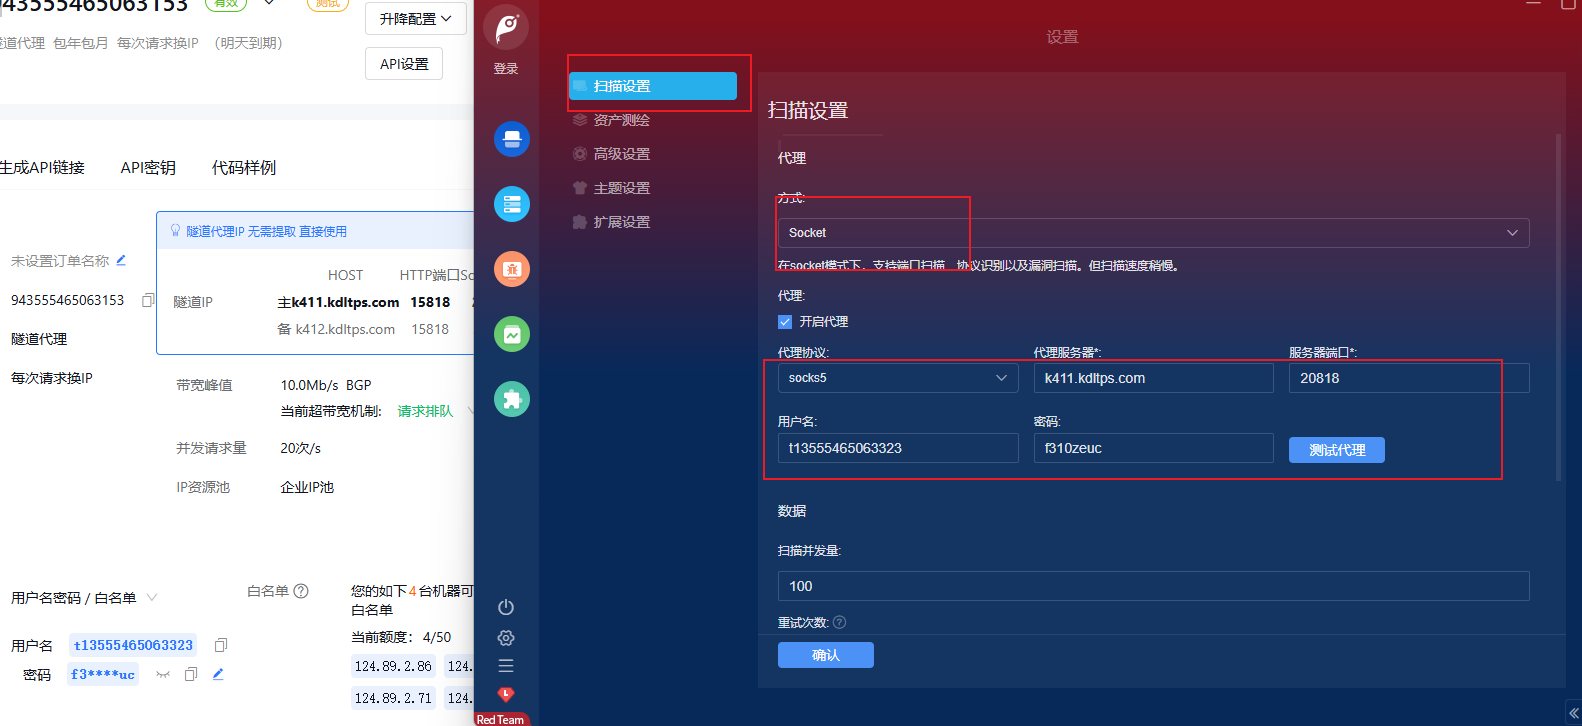 943555465063153 有效 测试
隧道代理 包年包月 每次请求换IP （明天到期）
升降配置
API设置
生成API链接 API密钥 代码样例
隧道代理IP 无需提取 直接使用
未设置订单名称
HOST HTTP端口
943555465063153
隧道IP 主k411.kdltps.com 15818
备 k412.kdltps.com 15818
隧道代理
每次请求换IP
带宽峰值 10.0Mb/s BGP
当前超带宽机制: 请求排队
并发请求量 20次/s
IP资源池 企业IP池
用户名密码 / 白名单
白名单 您的如下4台机器可
白名单
当前额度: 4/50
用户名 t13555465063323
密码 f3****uc
124.89.2.86 124.
124.89.2.71 124.
登录
Red Team
设置
扫描设置
资产测绘
高级设置
主题设置
扩展设置
扫描设置
代理
方式:
Socket
在socket模式下，支持端口扫描、协议识别以及漏洞扫描。但扫描速度稍慢。
代理:
开启代理
代理协议: 代理服务器*: 服务器端口*:
socks5 k411.kdltps.com 20818
用户名: 密码:
t13555465063323 f310zeuc 测试代理
数据
扫描并发量:
100
重试次数:
确认